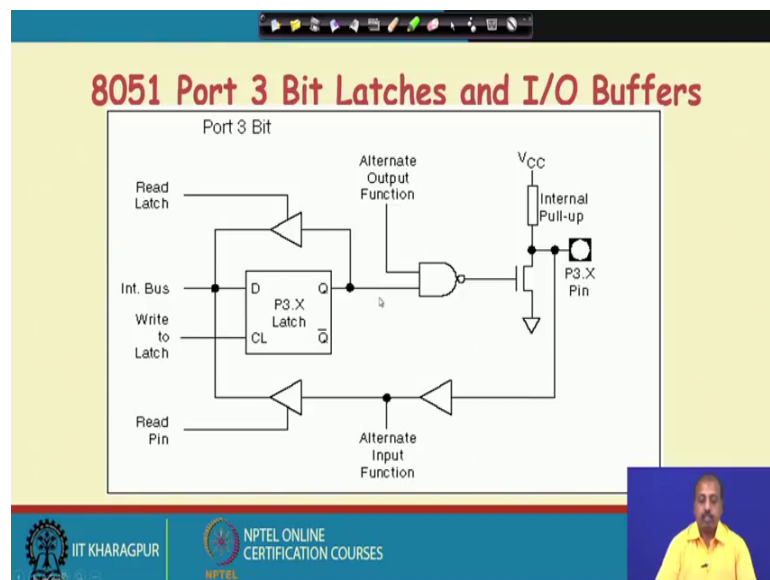 8051 Port 3 Bit Latches and I/O Buffers
Port 3 Bit
Alternate
Output
Function
VCC
Read
Latch
Internal
Pull-up
Int. Bus
D
Q
P3.X
Latch
P3.X
Pin
Write
to
Latch
CL
Q̅
Read
Pin
Alternate
Input
Function
IIT KHARAGPUR
NPTEL
NPTEL ONLINE
CERTIFICATION COURSES